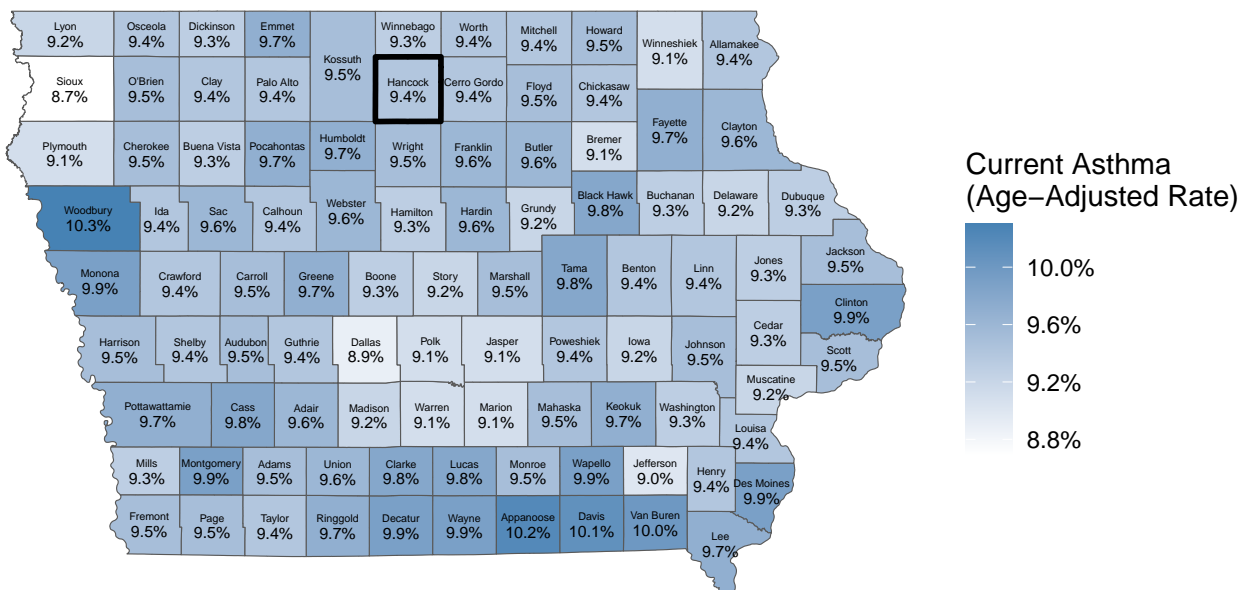 Lyon
9.2%
Osceola
9.4%
Dickinson
9.3%
Emmet
9.7%
Kossuth
9.5%
Winnebago
9.3%
Worth
9.4%
Mitchell
9.4%
Howard
9.5%
Winneshiek
9.1%
Allamakee
9.4%
Sioux
8.7%
O'Brien
9.5%
Clay
9.4%
Palo Alto
9.4%
Hancock
9.4%
Cerro Gordo
9.4%
Floyd
9.5%
Chickasaw
9.4%
Fayette
9.7%
Clayton
9.6%
Plymouth
9.1%
Cherokee
9.5%
Buena Vista
9.3%
Pocahontas
9.7%
Humboldt
9.7%
Wright
9.5%
Franklin
9.6%
Butler
9.6%
Bremer
9.1%
Woodbury
10.3%
Ida
9.4%
Sac
9.6%
Calhoun
9.4%
Webster
9.6%
Hamilton
9.3%
Hardin
9.6%
Grundy
9.2%
Black Hawk
9.8%
Buchanan
9.3%
Delaware
9.2%
Dubuque
9.3%
Monona
9.9%
Crawford
9.4%
Carroll
9.5%
Greene
9.7%
Boone
9.3%
Story
9.2%
Marshall
9.5%
Tama
9.8%
Benton
9.4%
Linn
9.4%
Jones
9.3%
Jackson
9.5%
Clinton
9.9%
Harrison
9.5%
Shelby
9.4%
Audubon
9.5%
Guthrie
9.4%
Dallas
8.9%
Polk
9.1%
Jasper
9.1%
Poweshiek
9.4%
Iowa
9.2%
Johnson
9.5%
Cedar
9.3%
Scott
9.5%
Muscatine
9.2%
Pottawattamie
9.7%
Cass
9.8%
Adair
9.6%
Madison
9.2%
Warren
9.1%
Marion
9.1%
Mahaska
9.5%
Keokuk
9.7%
Washington
9.3%
Louisa
9.4%
Mills
9.3%
Montgomery
9.9%
Adams
9.5%
Union
9.6%
Clarke
9.8%
Lucas
9.8%
Monroe
9.5%
Wapello
9.9%
Jefferson
9.0%
Henry
9.4%
Des Moines
9.9%
Fremont
9.5%
Page
9.5%
Taylor
9.4%
Ringgold
9.7%
Decatur
9.9%
Wayne
9.9%
Appanoose
10.2%
Davis
10.1%
Van Buren
10.0%
Lee
9.7%
Current Asthma
(Age−Adjusted Rate)
10.0%
9.6%
9.2%
8.8%